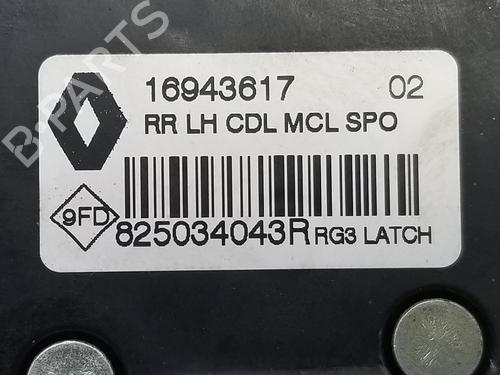 16943617 02
RR LH CDL MCL SPO
9FD
825034043R RG3 LATCH
B-PARTS